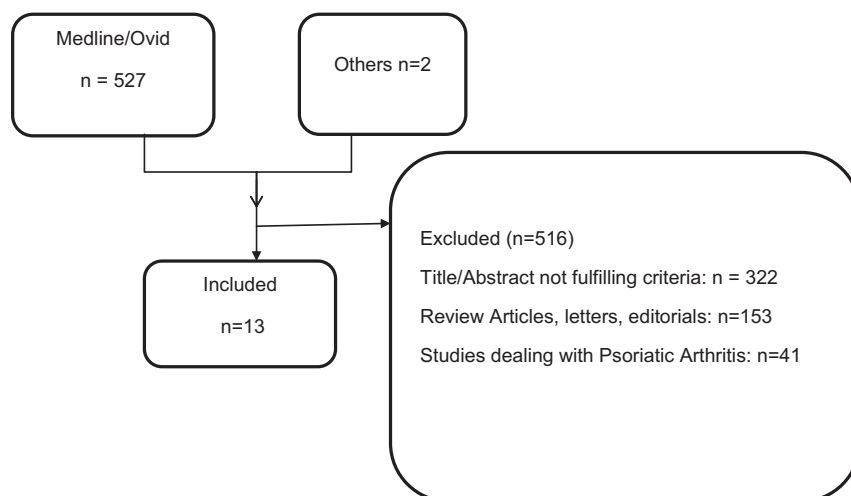 Medline/Ovid
n = 527
Others n=2
Excluded (n=516)
Title/Abstract not fulfilling criteria: n = 322
Review Articles, letters, editorials: n=153
Studies dealing with Psoriatic Arthritis: n=41
Included
n=13